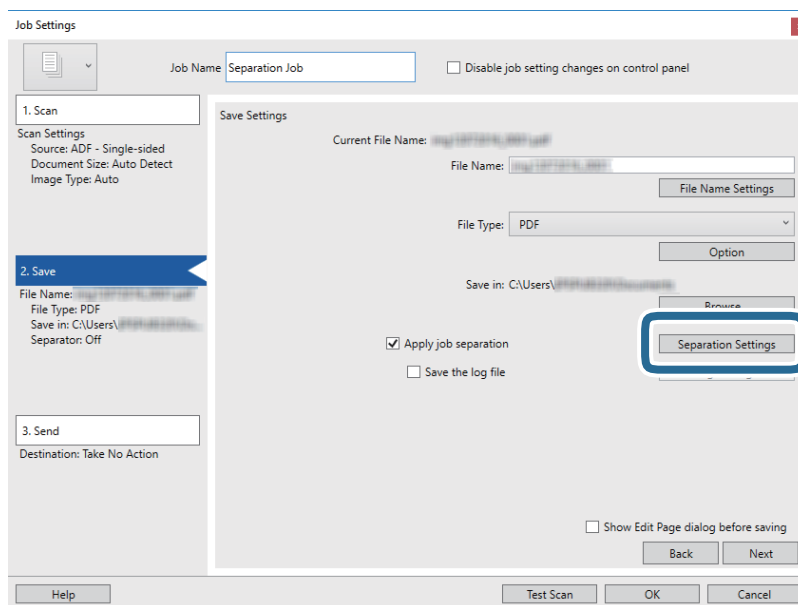 Job Settings
Job Name
Separation Job
Disable job setting changes on control panel
1. Scan
Scan Settings
Source: ADF - Single-sided
Document Size: Auto Detect
Image Type: Auto
2. Save
File Name:
File Type: PDF
Save in: C:\Users\
Separator: Off
3. Send
Destination: Take No Action
Save Settings
Current File Name:
File Name:
File Name Settings
File Type: PDF
Option
Save in: C:\Users\
Browse
Apply job separation
Separation Settings
Save the log file
Show Edit Page dialog before saving
Back
Next
Help
Test Scan
OK
Cancel